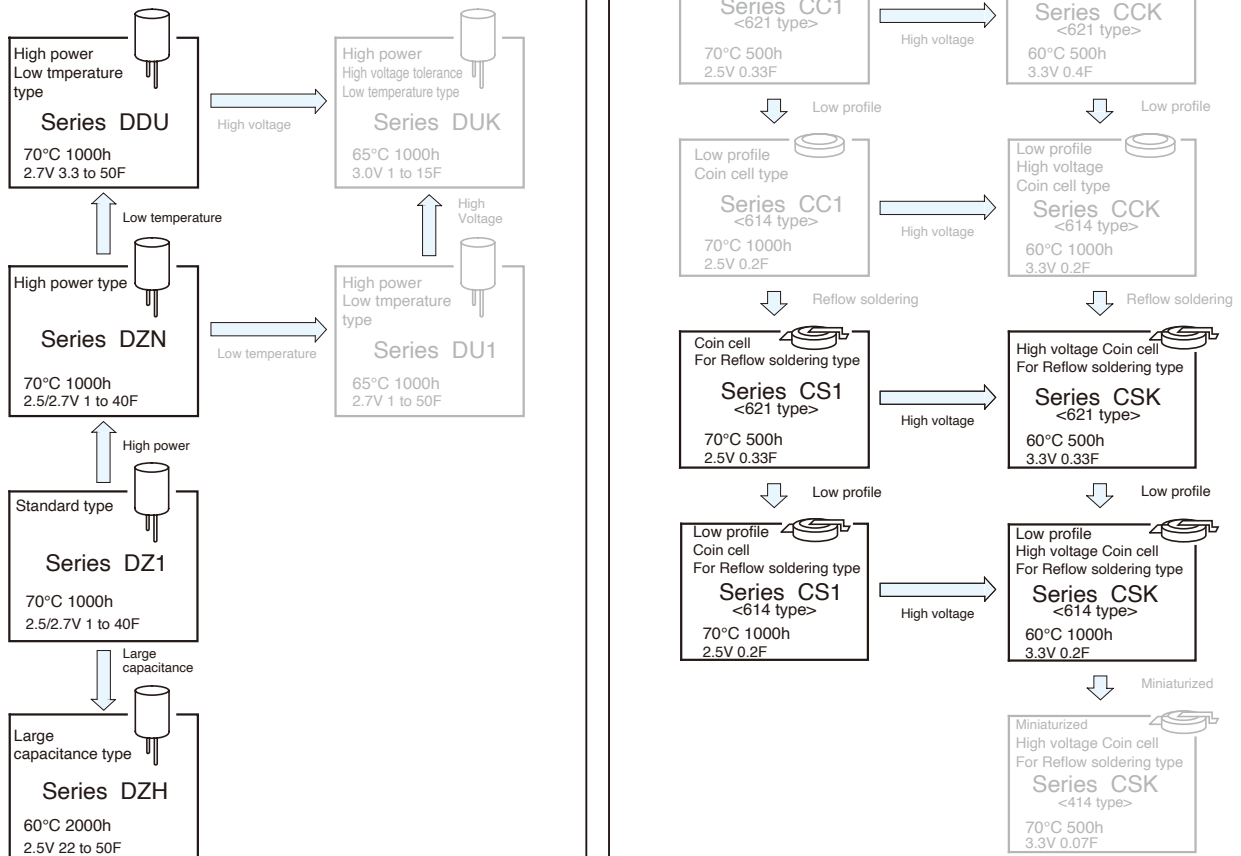 High power
Low tmperature
type
Series DDU
70°C 1000h
2.7V 3.3 to 50F
High voltage
High power
High voltage tolerance
Low temperature type
Series DUK
65°C 1000h
3.0V 1 to 15F
Low temperature
High
Voltage
High power type
Series DZN
70°C 1000h
2.5/2.7V 1 to 40F
Low temperature
High power
Low tmperature
type
Series DU1
65°C 1000h
2.7V 1 to 50F
High power
Standard type
Series DZ1
70°C 1000h
2.5/2.7V 1 to 40F
Large
capacitance
Large
capacitance type
Series DZH
60°C 2000h
2.5V 22 to 50F
Series CC1
<621 type>
70°C 500h
2.5V 0.33F
High voltage
Series CCK
<621 type>
60°C 500h
3.3V 0.4F
Low profile
Low profile
Low profile
Coin cell type
Series CC1
<614 type>
70°C 1000h
2.5V 0.2F
High voltage
Low profile
High voltage
Coin cell type
Series CCK
<614 type>
60°C 1000h
3.3V 0.2F
Reflow soldering
Reflow soldering
Coin cell
For Reflow soldering type
Series CS1
<621 type>
70°C 500h
2.5V 0.33F
High voltage
High voltage Coin cell
For Reflow soldering type
Series CSK
<621 type>
60°C 500h
3.3V 0.33F
Low profile
Low profile
Low profile
Coin cell
For Reflow soldering type
Series CS1
<614 type>
70°C 1000h
2.5V 0.2F
High voltage
Low profile
High voltage Coin cell
For Reflow soldering type
Series CSK
<614 type>
60°C 1000h
3.3V 0.2F
Miniaturized
Miniaturized
High voltage Coin cell
For Reflow soldering type
Series CSK
<414 type>
70°C 500h
3.3V 0.07F